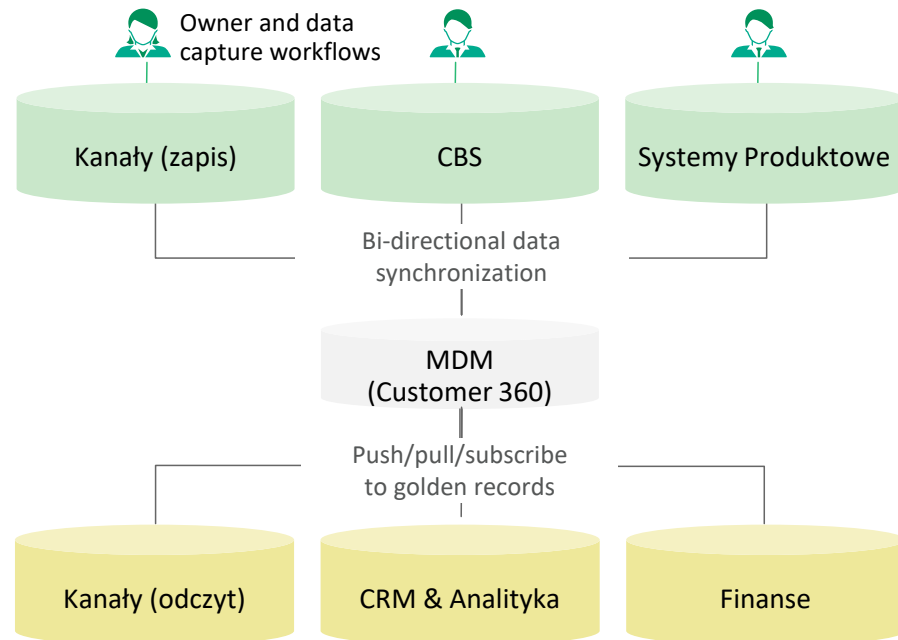 Owner and data
capture workflows
Kanały (zapis)
CBS
Systemy Produktowe
Bi-directional data
synchronization
MDM
(Customer 360)
Push/pull/subscribe
to golden records
Kanały (odczyt)
CRM & Analityka
Finanse